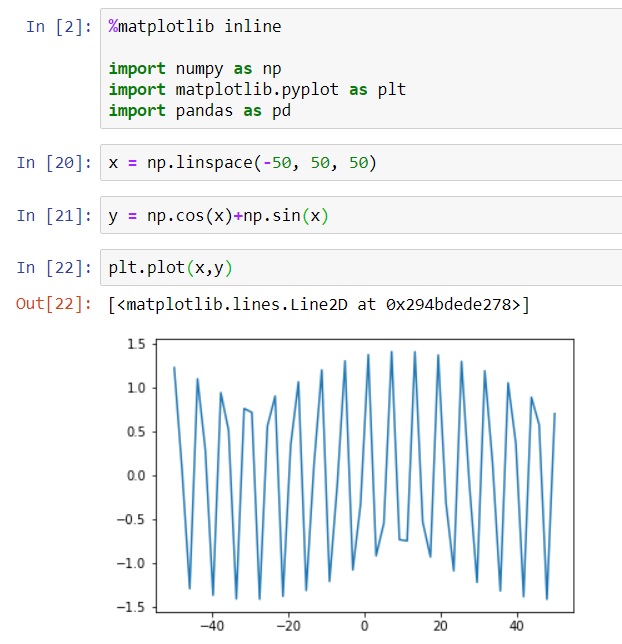 In [2]: %matplotlib inline
import numpy as np
import matplotlib.pyplot as plt
import pandas as pd
In [20]: x = np.linspace(-50, 50, 50)
In [21]: y = np.cos(x)+np.sin(x)
In [22]: plt.plot(x,y)
Out[22]: [<matplotlib.lines.Line2D at 0x294bdede278>]
1.5
1.0
0.5
0.0
−0.5
−1.0
−1.5
−40 −20 0 20 40